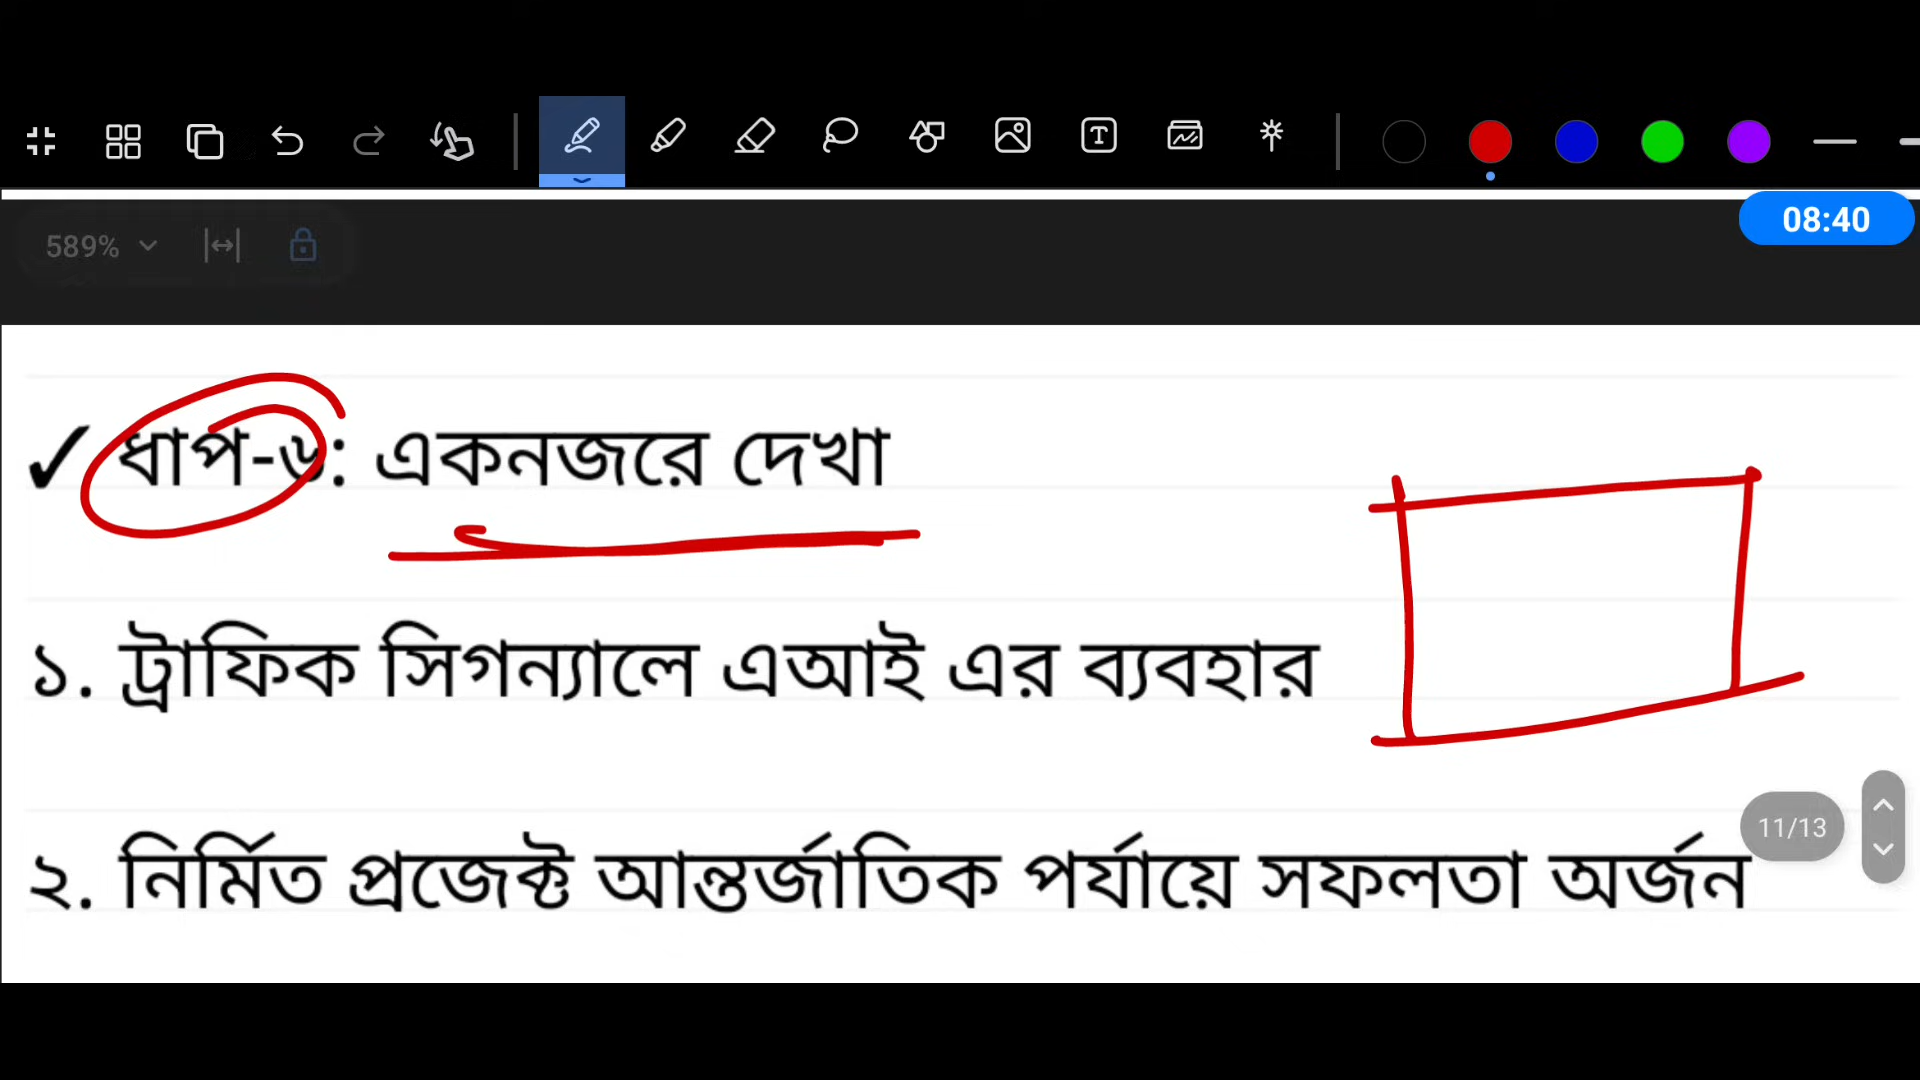 589%
08:40
✓ ধাপ-৬: একনজরে দেখা
১. ট্রাফিক সিগন্যালে এআই এর ব্যবহার
11/13
২. নির্মিত প্রজেক্ট আন্তর্জাতিক পর্যায়ে সফলতা অর্জন